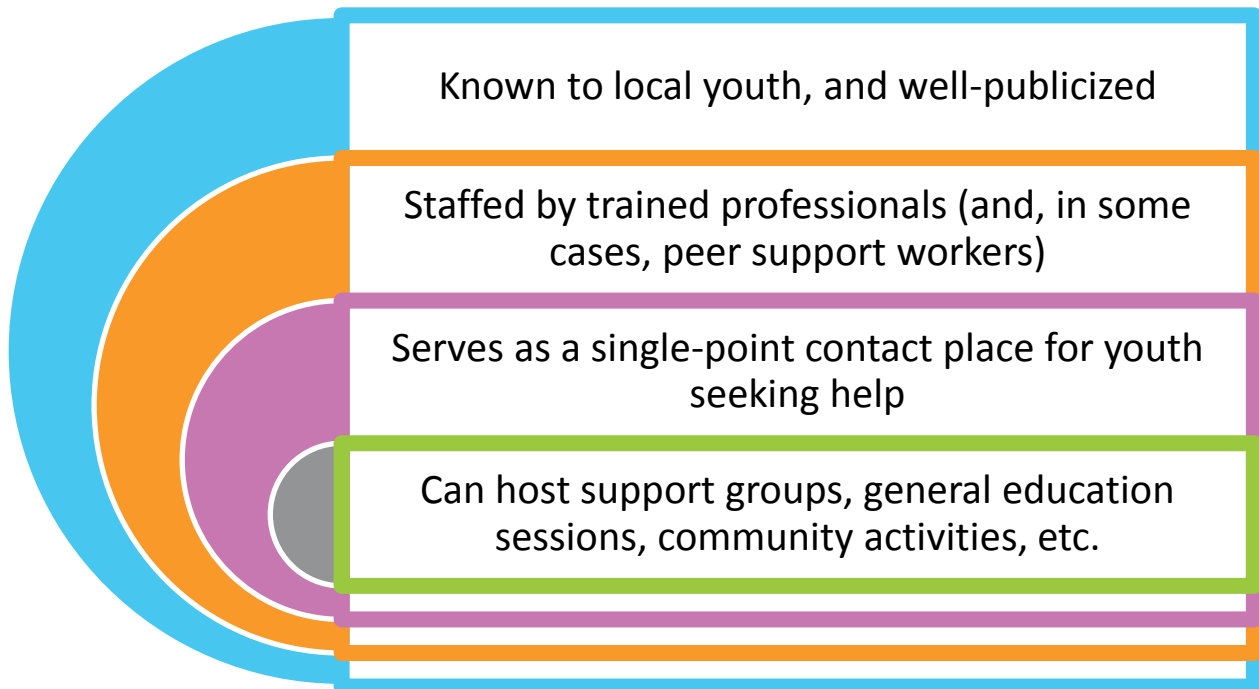 Known to local youth, and well-publicized
Staffed by trained professionals (and, in some
cases, peer support workers)
Serves as a single-point contact place for youth
seeking help
Can host support groups, general education
sessions, community activities, etc.